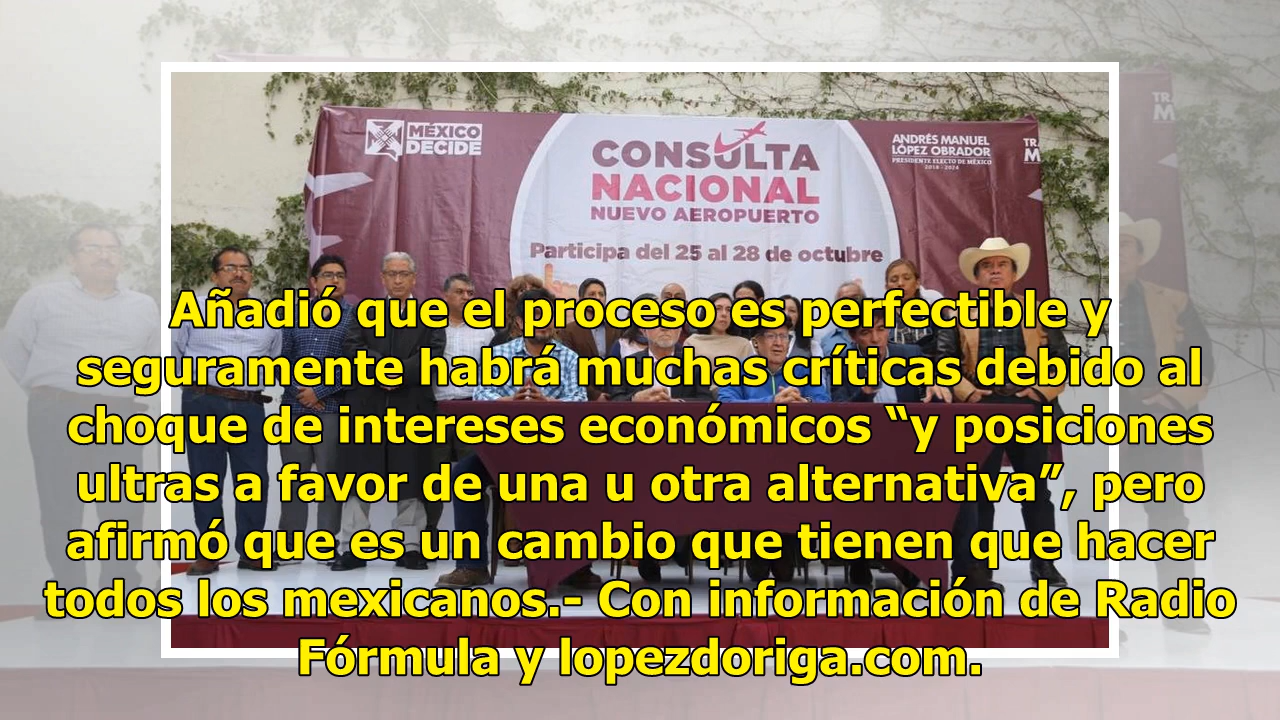 MÉXICO
DECIDE
CONSULTA
NACIONAL
NUEVO AEROPUERTO
Participa del 25 al 28 de octubre
ANDRÉS MANUEL
LÓPEZ OBRADOR
PRESIDENTE ELECTO DE MÉXICO
2018 - 2024
Añadió que el proceso es perfectible y
seguramente habrá muchas críticas debido al
choque de intereses económicos “y posiciones
ultras a favor de una u otra alternativa”, pero
afirmó que es un cambio que tienen que hacer
todos los mexicanos.- Con información de Radio
Fórmula y lopezdoriga.com.